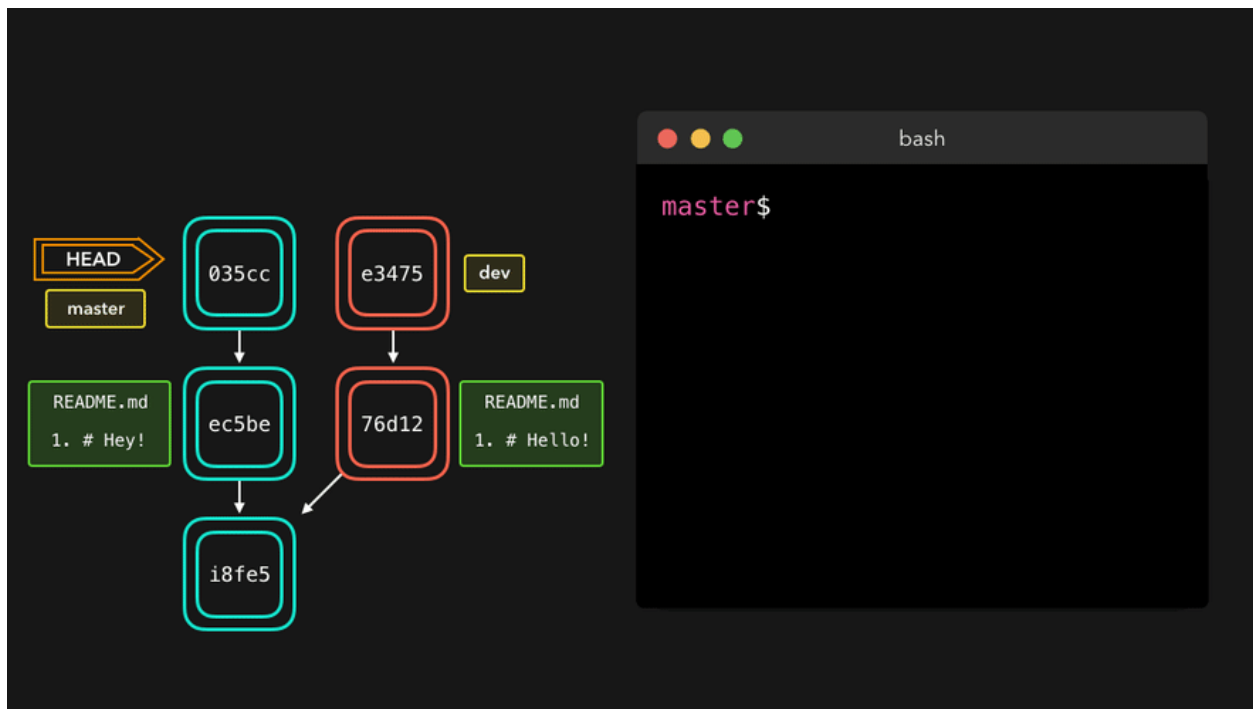 bash
master$
HEAD
master
035cc
e3475
dev
README.md
1. # Hey!
ec5be
76d12
README.md
1. # Hello!
i8fe5